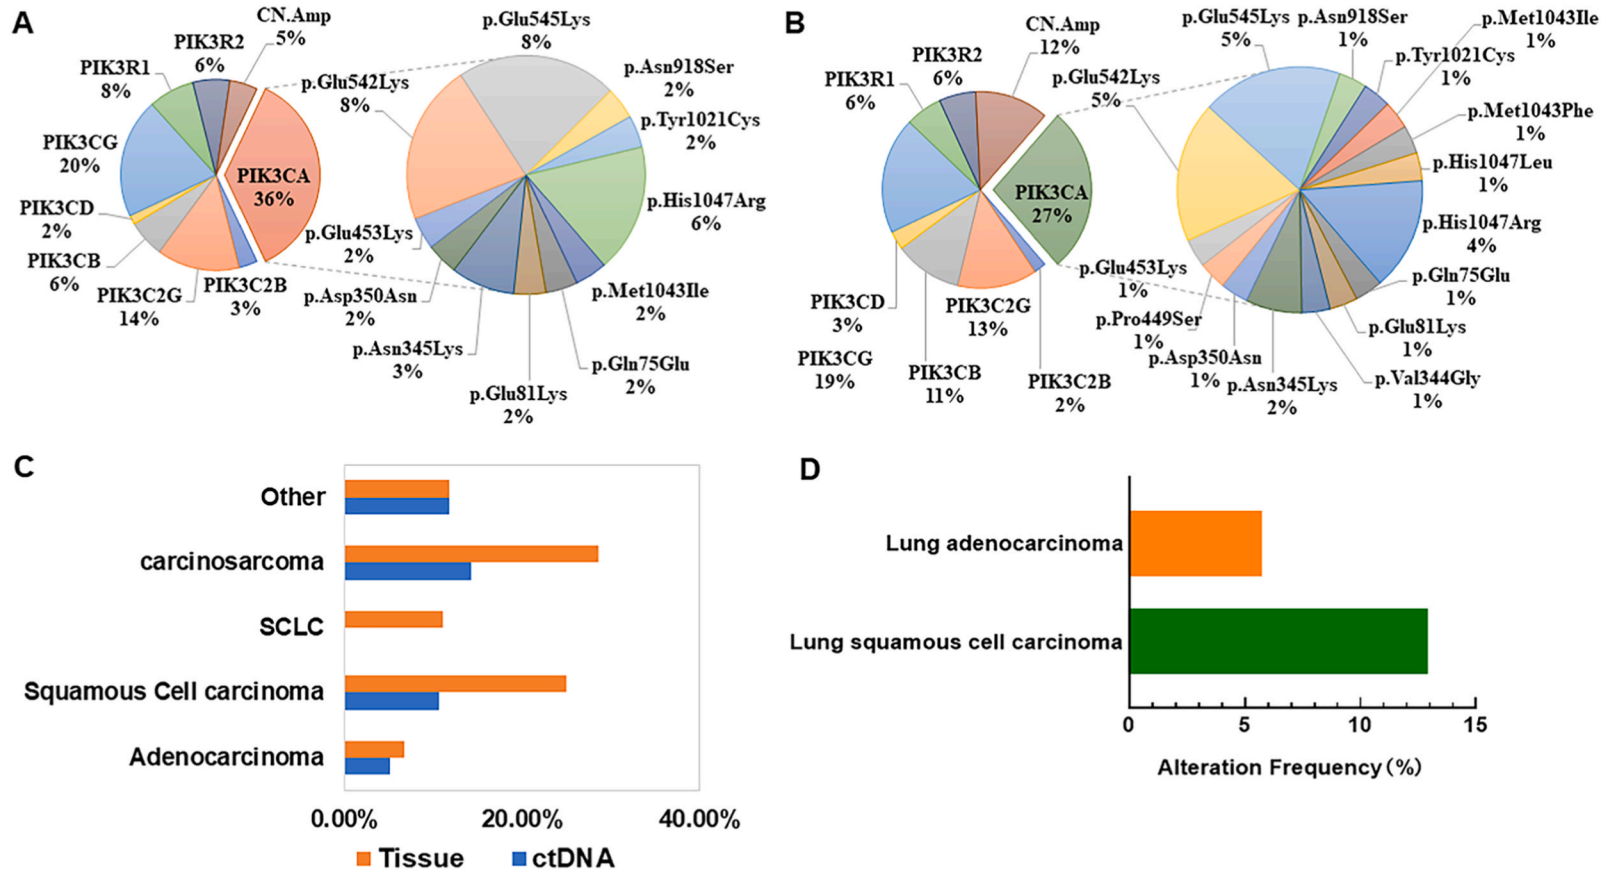 A
CN.Amp
5%
PIK3R2
6%
PIK3R1
8%
PIK3CG
20%
PIK3CD
2%
PIK3CB
6%
PIK3C2G
14%
PIK3C2B
3%
PIK3CA
36%
p.Glu545Lys
8%
p.Glu542Lys
8%
p.Asn918Ser
2%
p.Tyr1021Cys
2%
p.His1047Arg
6%
p.Met1043Ile
2%
p.Gln75Glu
2%
p.Glu81Lys
2%
p.Asn345Lys
3%
p.Asp350Asn
2%
p.Glu453Lys
2%
B
CN.Amp
12%
PIK3R2
6%
PIK3R1
6%
PIK3CD
3%
PIK3CG
19%
PIK3CB
11%
PIK3C2G
13%
PIK3C2B
2%
PIK3CA
27%
p.Glu545Lys
5%
p.Glu542Lys
5%
p.Asn918Ser
1%
p.Met1043Ile
1%
p.Tyr1021Cys
1%
p.Met1043Phe
1%
p.His1047Leu
1%
p.His1047Arg
4%
p.Gln75Glu
1%
p.Glu81Lys
1%
p.Val344Gly
1%
p.Asn345Lys
2%
p.Asp350Asn
1%
p.Pro449Ser
1%
p.Glu453Lys
1%
C
Other
carcinosarcoma
SCLC
Squamous Cell carcinoma
Adenocarcinoma
0.00% 20.00% 40.00%
Tissue ctDNA
D
Lung adenocarcinoma
Lung squamous cell carcinoma
0 5 10 15
Alteration Frequency(%)